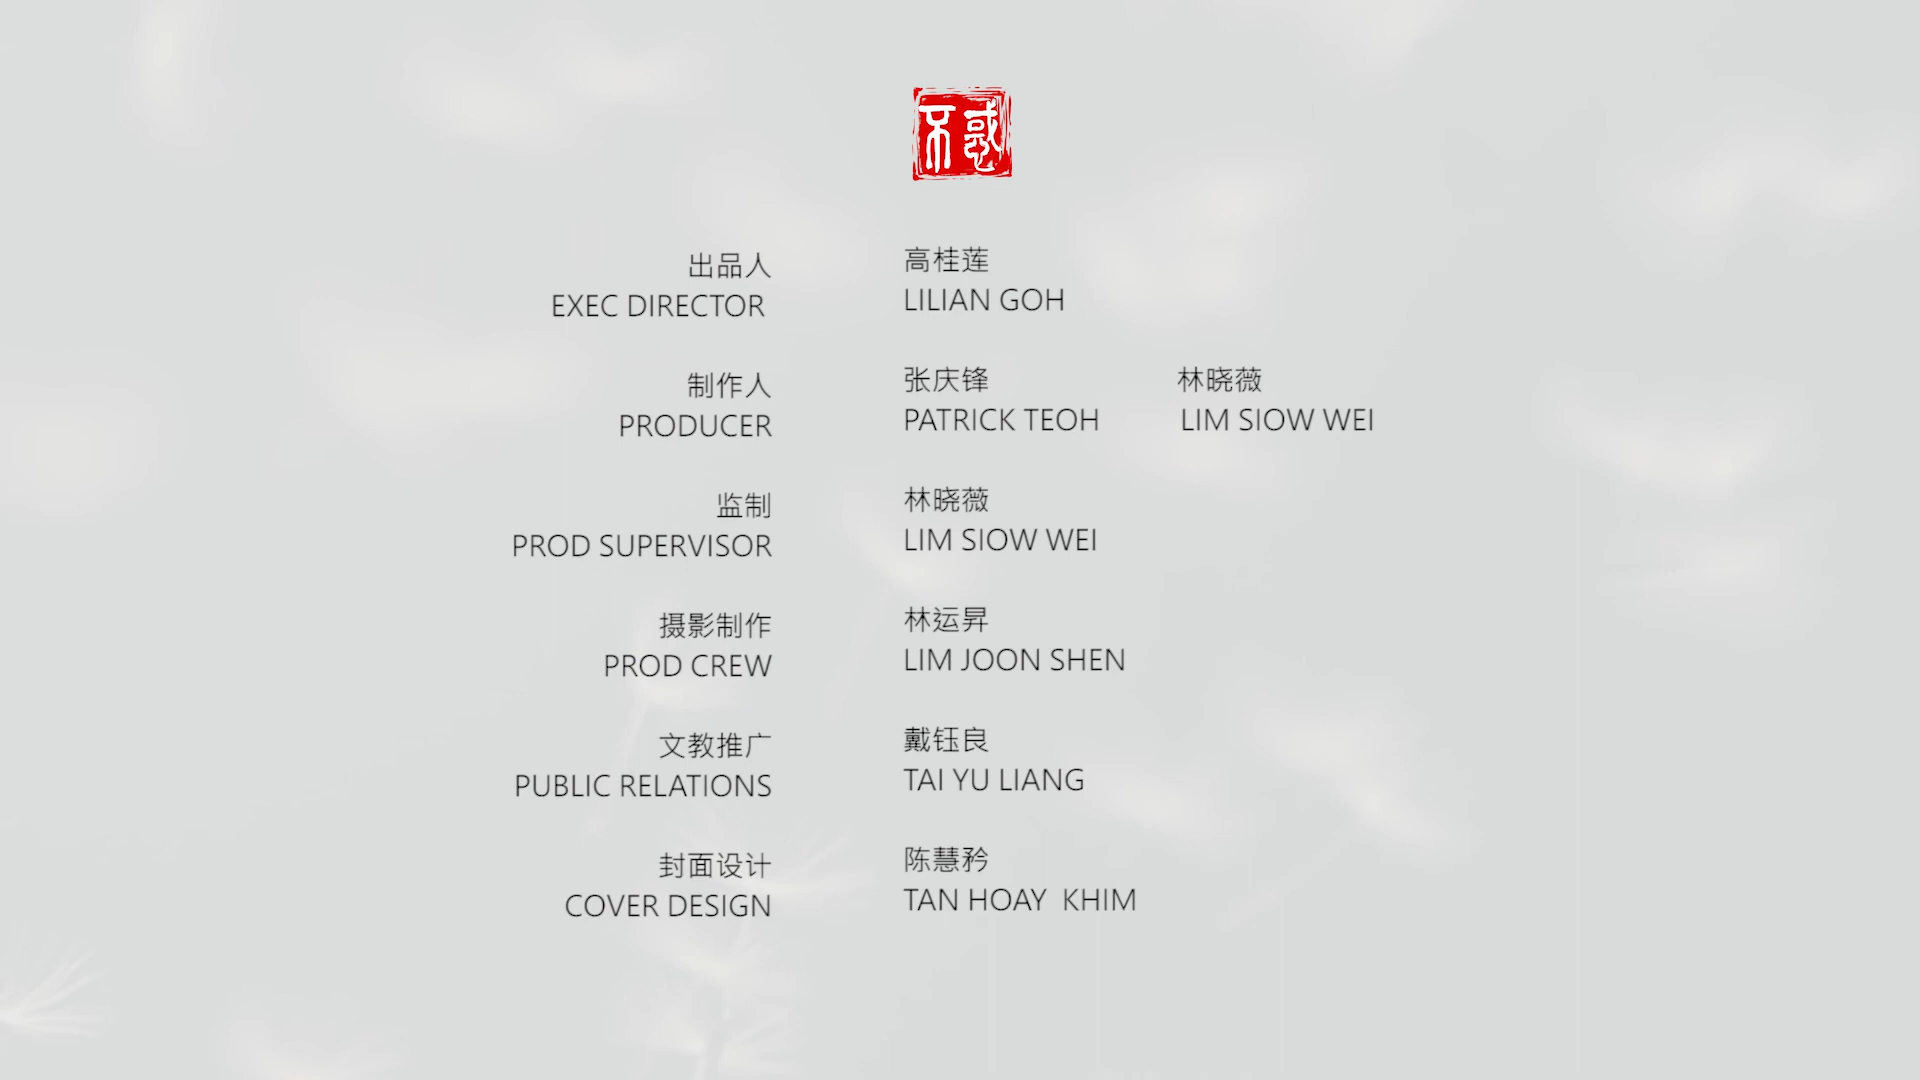 不惑
出品人 高桂莲
EXEC DIRECTOR LILIAN GOH
制作人 张庆锋 林晓薇
PRODUCER PATRICK TEOH LIM SIOW WEI
监制 林晓薇
PROD SUPERVISOR LIM SIOW WEI
摄影制作 林运昇
PROD CREW LIM JOON SHEN
文教推广 戴钰良
PUBLIC RELATIONS TAI YU LIANG
封面设计 陈慧矜
COVER DESIGN TAN HOAY KHIM